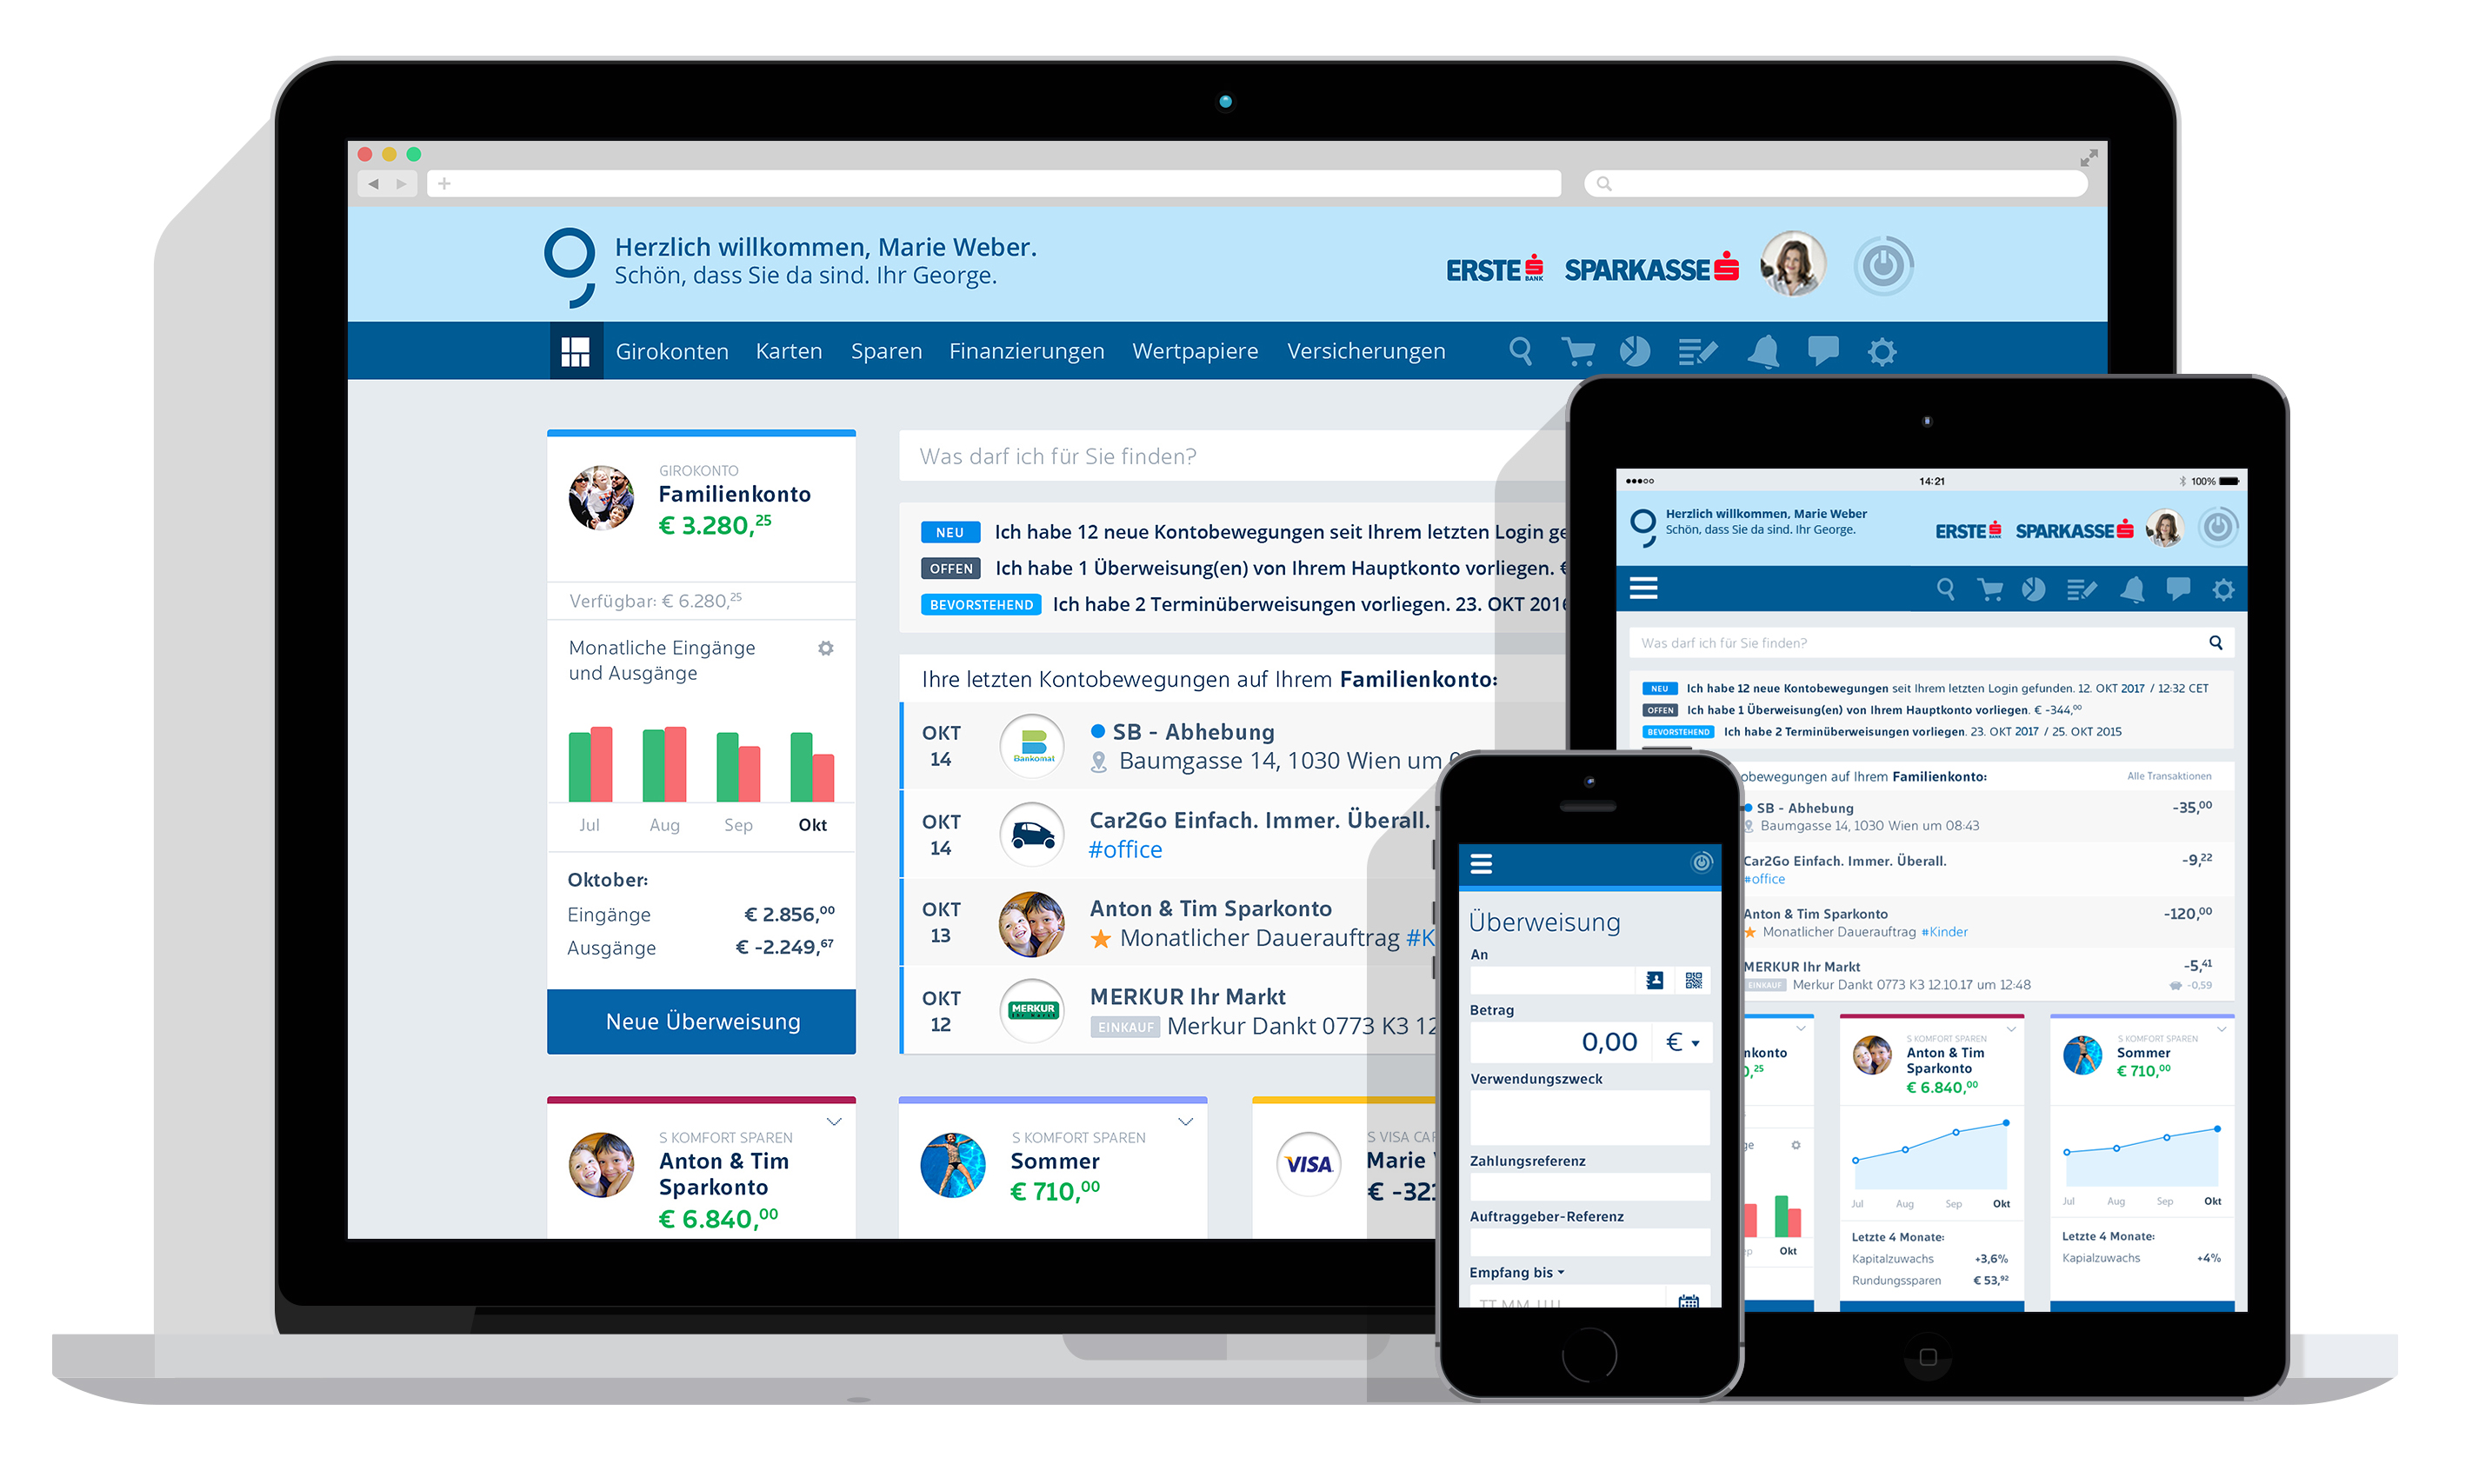 Herzlich willkommen, Marie Weber.
Schön, dass Sie da sind. Ihr George.
ERSTE BANK SPARKASSE
Girokonten Karten Sparen Finanzierungen Wertpapiere Versicherungen
GIROKONTO
Familienkonto
€ 3.280,25
Verfügbar: € 6.280,25
Monatliche Eingänge
und Ausgänge
Jul Aug Sep Okt
Oktober:
Eingänge € 2.856,00
Ausgänge € -2.249,67
Neue Überweisung
Was darf ich für Sie finden?
NEU Ich habe 12 neue Kontobewegungen seit Ihrem letzten Login ge
OFFEN Ich habe 1 Überweisung(en) von Ihrem Hauptkonto vorliegen. €
BEVORSTEHEND Ich habe 2 Terminüberweisungen vorliegen. 23. OKT 2016
Ihre letzten Kontobewegungen auf Ihrem Familienkonto:
OKT
14
Bankomat
SB - Abhebung
Baumgasse 14, 1030 Wien um 0
OKT
14
Car2Go Einfach. Immer. Überall.
#office
OKT
13
Anton & Tim Sparkonto
Monatlicher Dauerauftrag #K
OKT
12
MERKUR
Ihr Markt
MERKUR Ihr Markt
EINKAUF Merkur Dankt 0773 K3 12
S KOMFORT SPAREN
Anton & Tim
Sparkonto
€ 6.840,00
S KOMFORT SPAREN
Sommer
€ 710,00
VISA
S VISA CA
Marie
€ -321
14:21
100%
Herzlich willkommen, Marie Weber
Schön, dass Sie da sind. Ihr George.
ERSTE BANK SPARKASSE
Was darf ich für Sie finden?
NEU Ich habe 12 neue Kontobewegungen seit Ihrem letzten Login gefunden. 12. OKT 2017 / 12:32 CET
OFFEN Ich habe 1 Überweisung(en) von Ihrem Hauptkonto vorliegen. € -344,00
BEVORSTEHEND Ich habe 2 Terminüberweisungen vorliegen. 23. OKT 2017 / 25. OKT 2015
obewegungen auf Ihrem Familienkonto: Alle Transaktionen
SB - Abhebung -35,00
Baumgasse 14, 1030 Wien um 08:43
Car2Go Einfach. Immer. Überall. -9,22
#office
Anton & Tim Sparkonto -120,00
Monatlicher Dauerauftrag #Kinder
MERKUR Ihr Markt -5,41
EINKAUF Merkur Dankt 0773 K3 12.10.17 um 12:48 -0,59
nkonto
0,25
ge
p Okt
S KOMFORT SPAREN
Anton & Tim
Sparkonto
€ 6.840,00
Jul Aug Sep Okt
Letzte 4 Monate:
Kapitalzuwachs +3,6%
Rundungssparen € 53,92
S KOMFORT SPAREN
Sommer
€ 710,00
Jul Aug Sep Okt
Letzte 4 Monate:
Kapialzuwachs +4%
Überweisung
An
Betrag
0,00 €
Verwendungszweck
Zahlungsreferenz
Auftraggeber-Referenz
Empfang bis
TT.MM.JJJJ